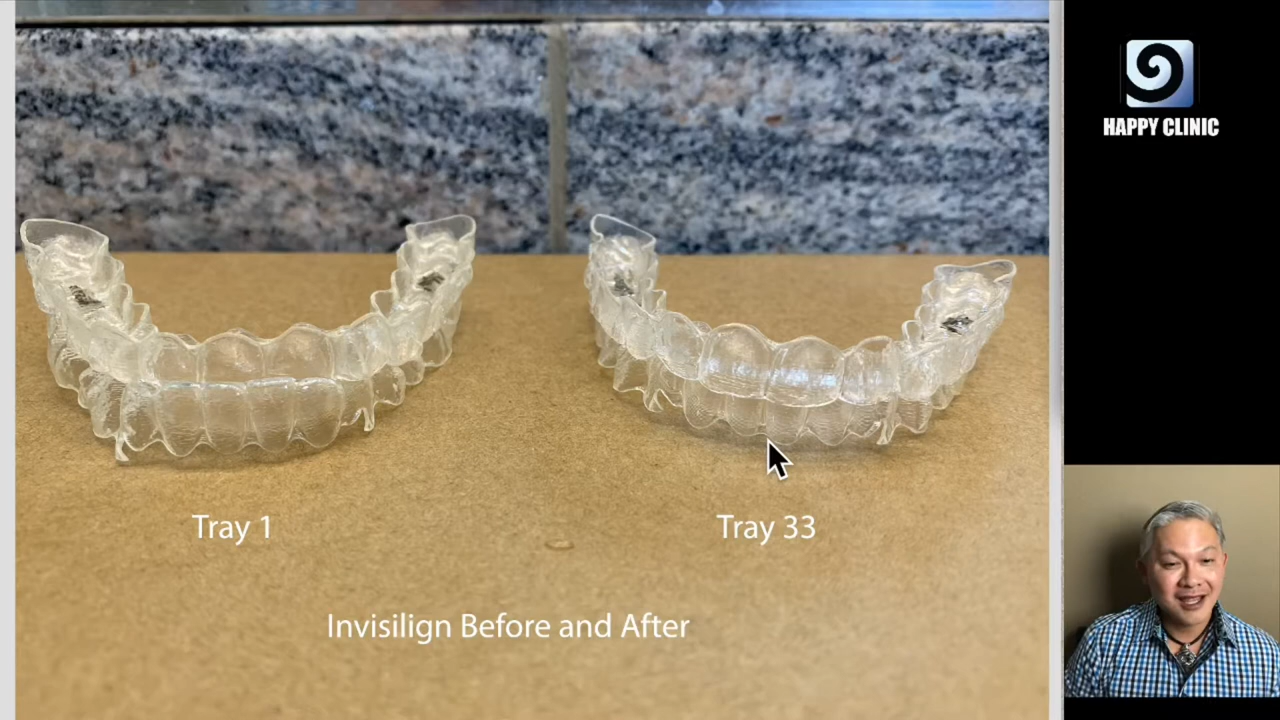 HAPPY CLINIC
Tray 1
Tray 33
Invisilign Before and After